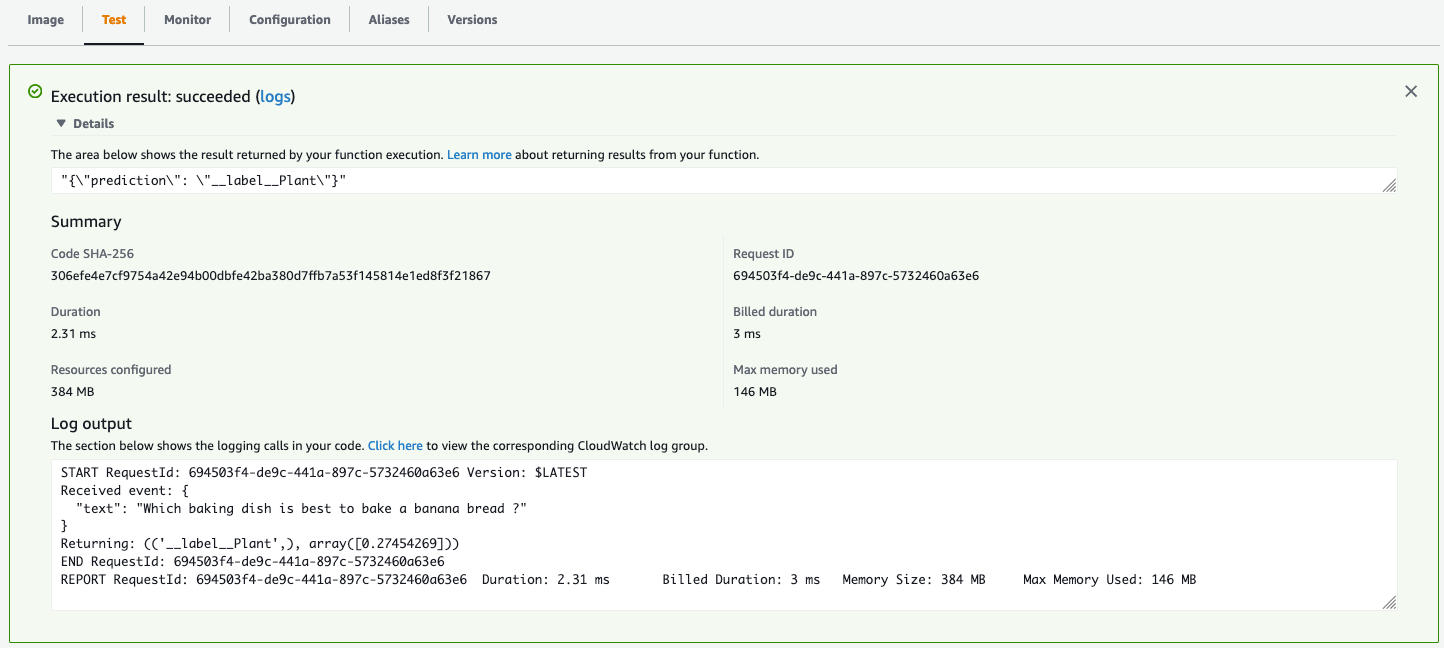 Image Test Monitor Configuration Aliases Versions
Execution result: succeeded (logs)
▼ Details
The area below shows the result returned by your function execution. Learn more about returning results from your function.
"{\"prediction\": \"__label__Plant\"}"
Summary
Code SHA-256
306efe4e7cf9754a42e94b00dbfe42ba380d7ffb7a53f145814e1ed8f3f21867
Request ID
694503f4-de9c-441a-897c-5732460a63e6
Duration
2.31 ms
Billed duration
3 ms
Resources configured
384 MB
Max memory used
146 MB
Log output
The section below shows the logging calls in your code. Click here to view the corresponding CloudWatch log group.
START RequestId: 694503f4-de9c-441a-897c-5732460a63e6 Version: $LATEST
Received event: {
"text": "Which baking dish is best to bake a banana bread ?"
}
Returning: (('__label__Plant',), array([0.27454269]))
END RequestId: 694503f4-de9c-441a-897c-5732460a63e6
REPORT RequestId: 694503f4-de9c-441a-897c-5732460a63e6 Duration: 2.31 ms Billed Duration: 3 ms Memory Size: 384 MB Max Memory Used: 146 MB